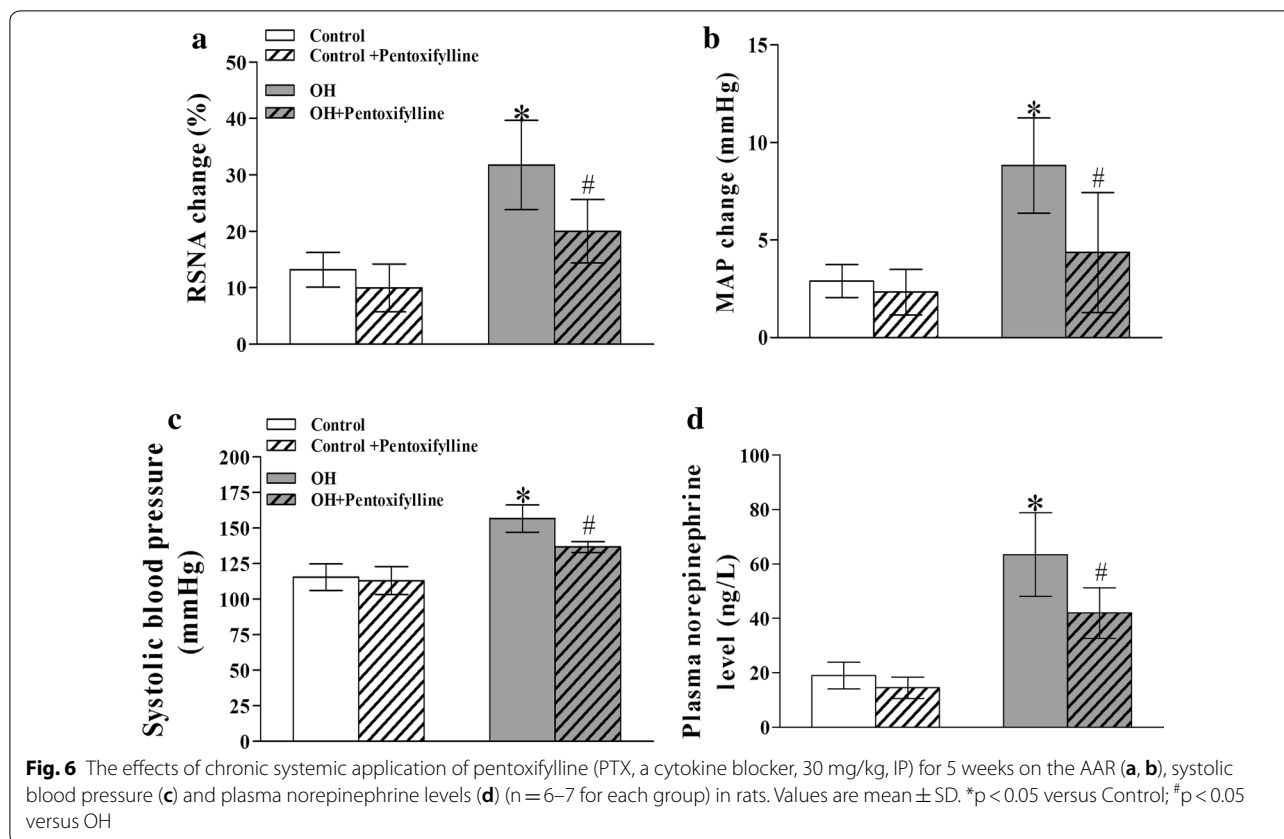 a
Control
Control +Pentoxifylline
OH
OH+Pentoxifylline
RSNA change (%)
50
40
30
20
10
0
*
#
b
MAP change (mmHg)
15
10
5
0
*
#
c
Control
Control +Pentoxifylline
OH
OH+Pentoxifylline
Systolic blood pressure
(mmHg)
200
175
150
125
100
75
50
25
0
*
#
d
Plasma norepinephrine
level (ng/L)
100
80
60
40
20
0
*
#
Fig. 6 The effects of chronic systemic application of pentoxifylline (PTX, a cytokine blocker, 30 mg/kg, IP) for 5 weeks on the AAR (a, b), systolic
blood pressure (c) and plasma norepinephrine levels (d) (n = 6–7 for each group) in rats. Values are mean ± SD. *p < 0.05 versus Control; #p < 0.05
versus OH